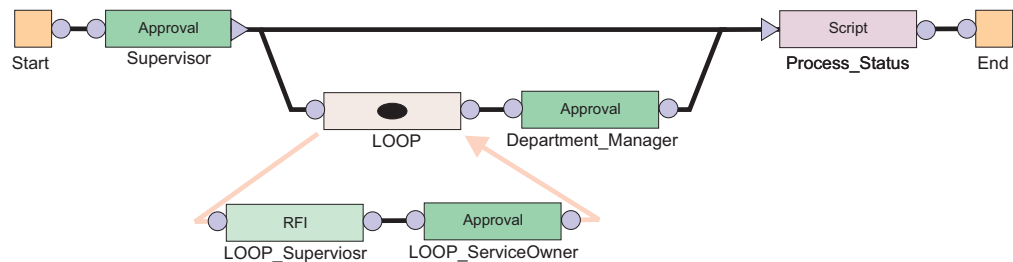 Approval
Script
Start
Supervisor
Process_Status
End
Approval
LOOP
Department_Manager
RFI
Approval
LOOP_Superviosr
LOOP_ServiceOwner